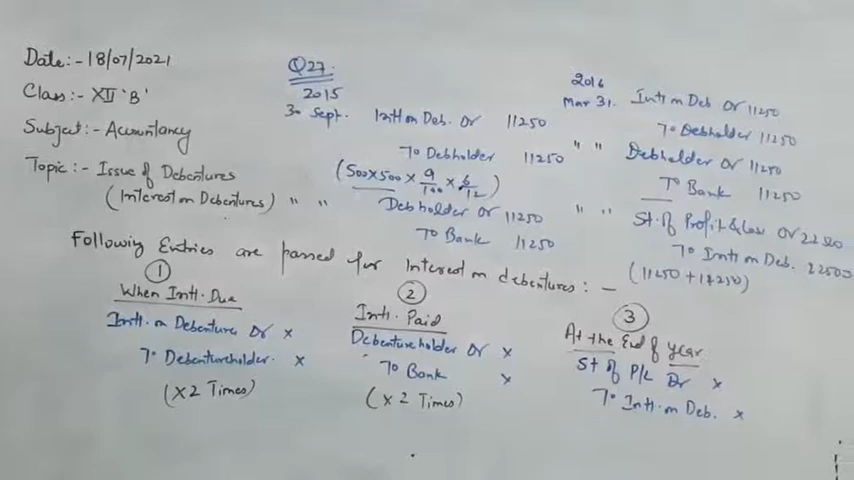 Date:- 18/07/2021
Class:- XII 'B'
Subject:- Accountancy
Topic:- Issue of Debentures
(Interest on Debentures)
Q27.
2015
30 Sept. Intt on Deb. Dr 11250
To Debholder 11250
(500x500 x 9/100 x 6/12)
" " Debholder Dr 11250
To Bank 11250
2016
Mar 31. Intt on Deb Dr 11250
To Debholder 11250
" " Debholder Dr 11250
To Bank 11250
" " St. of Profit & Loss Dr 22500
To Intt on Deb. 22500
(11250 + 11250)
Following Entries are passed for Interest on debentures : -
①
When Intt. Due
Intt. on Debenture Dr x
To Debentureholder. x
(x 2 Times)
②
Intt. Paid
Debentureholder Dr x
To Bank x
(x 2 Times)
③
At the End of year
St of P/L Dr x
To Intt. on Deb. x